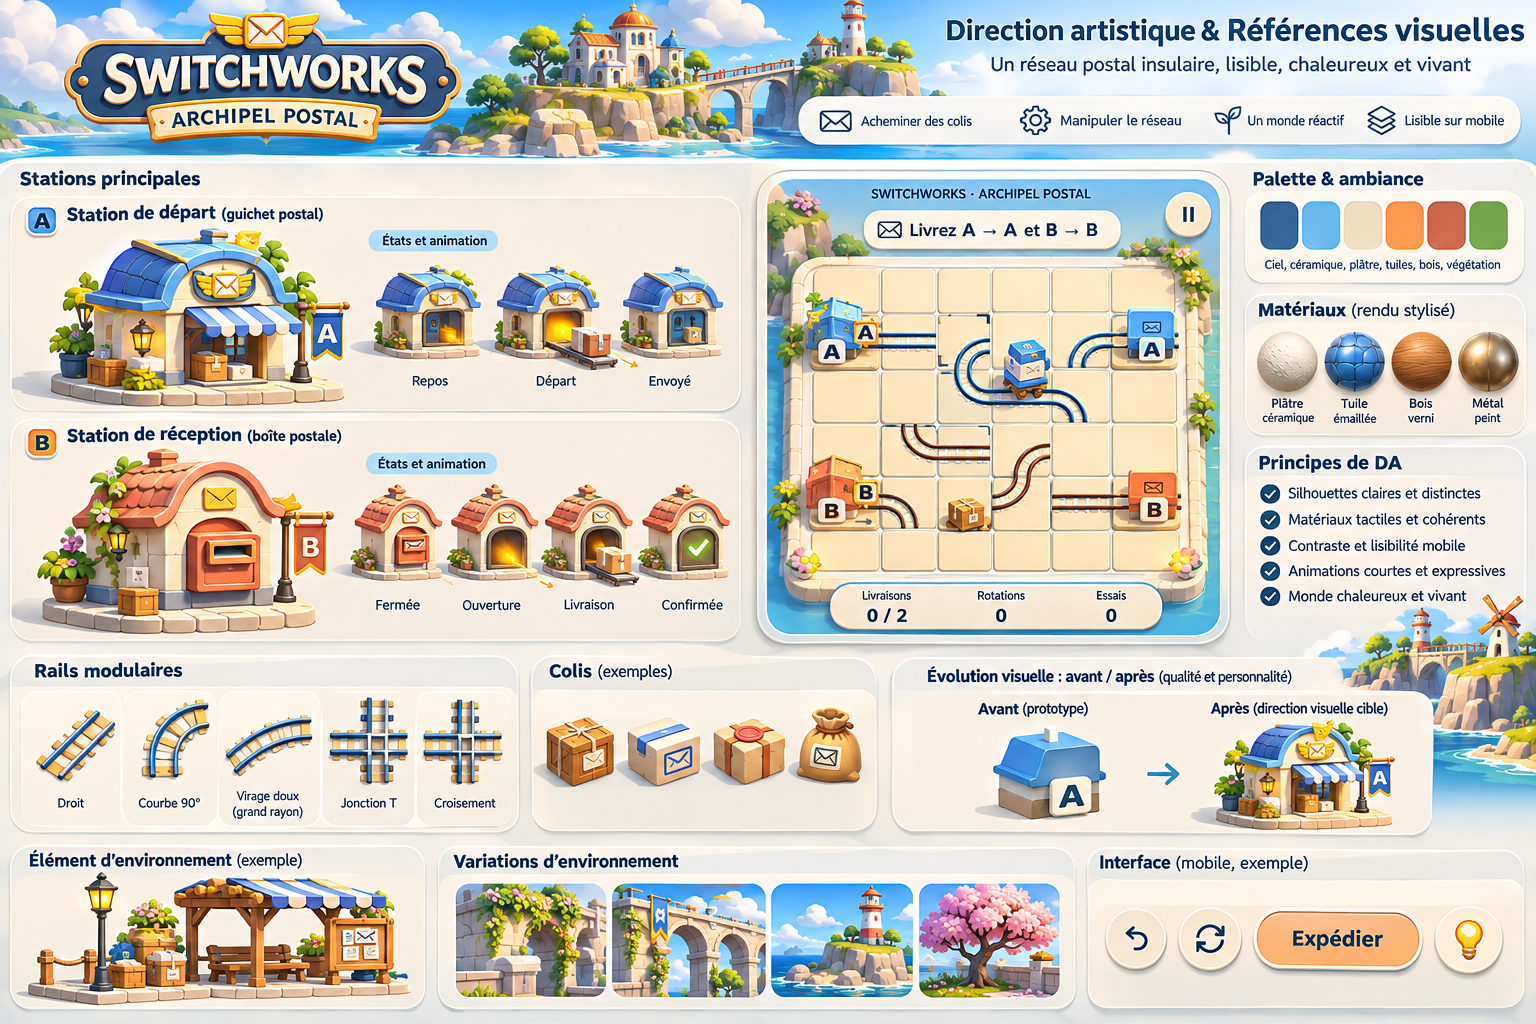 SWITCHWORKS
ARCHIPEL POSTAL
Direction artistique & Références visuelles
Un réseau postal insulaire, lisible, chaleureux et vivant
Acheminer des colis
Manipuler le réseau
Un monde réactif
Lisible sur mobile
Stations principales
A
Station de départ (guichet postal)
États et animation
A
Repos
Départ
Envoyé
B
Station de réception (boîte postale)
États et animation
B
Fermée
Ouverture
Livraison
Confirmée
SWITCHWORKS · ARCHIPEL POSTAL
Livrez A → A et B → B
A
A
A
B
B
B
Livraisons
0 / 2
Rotations
0
Essais
0
Palette & ambiance
Ciel, céramique, plâtre, tuiles, bois, végétation
Matériaux (rendu stylisé)
Plâtre
céramique
Tuile
émaillée
Bois
verni
Métal
peint
Principes de DA
Silhouettes claires et distinctes
Matériaux tactiles et cohérents
Contraste et lisibilité mobile
Animations courtes et expressives
Monde chaleureux et vivant
Rails modulaires
Droit
Courbe 90°
Virage doux
(grand rayon)
Jonction T
Croisement
Colis (exemples)
Évolution visuelle : avant / après (qualité et personnalité)
Avant (prototype)
A
Après (direction visuelle cible)
A
Élément d'environnement (exemple)
Variations d'environnement
Interface (mobile, exemple)
Expédier